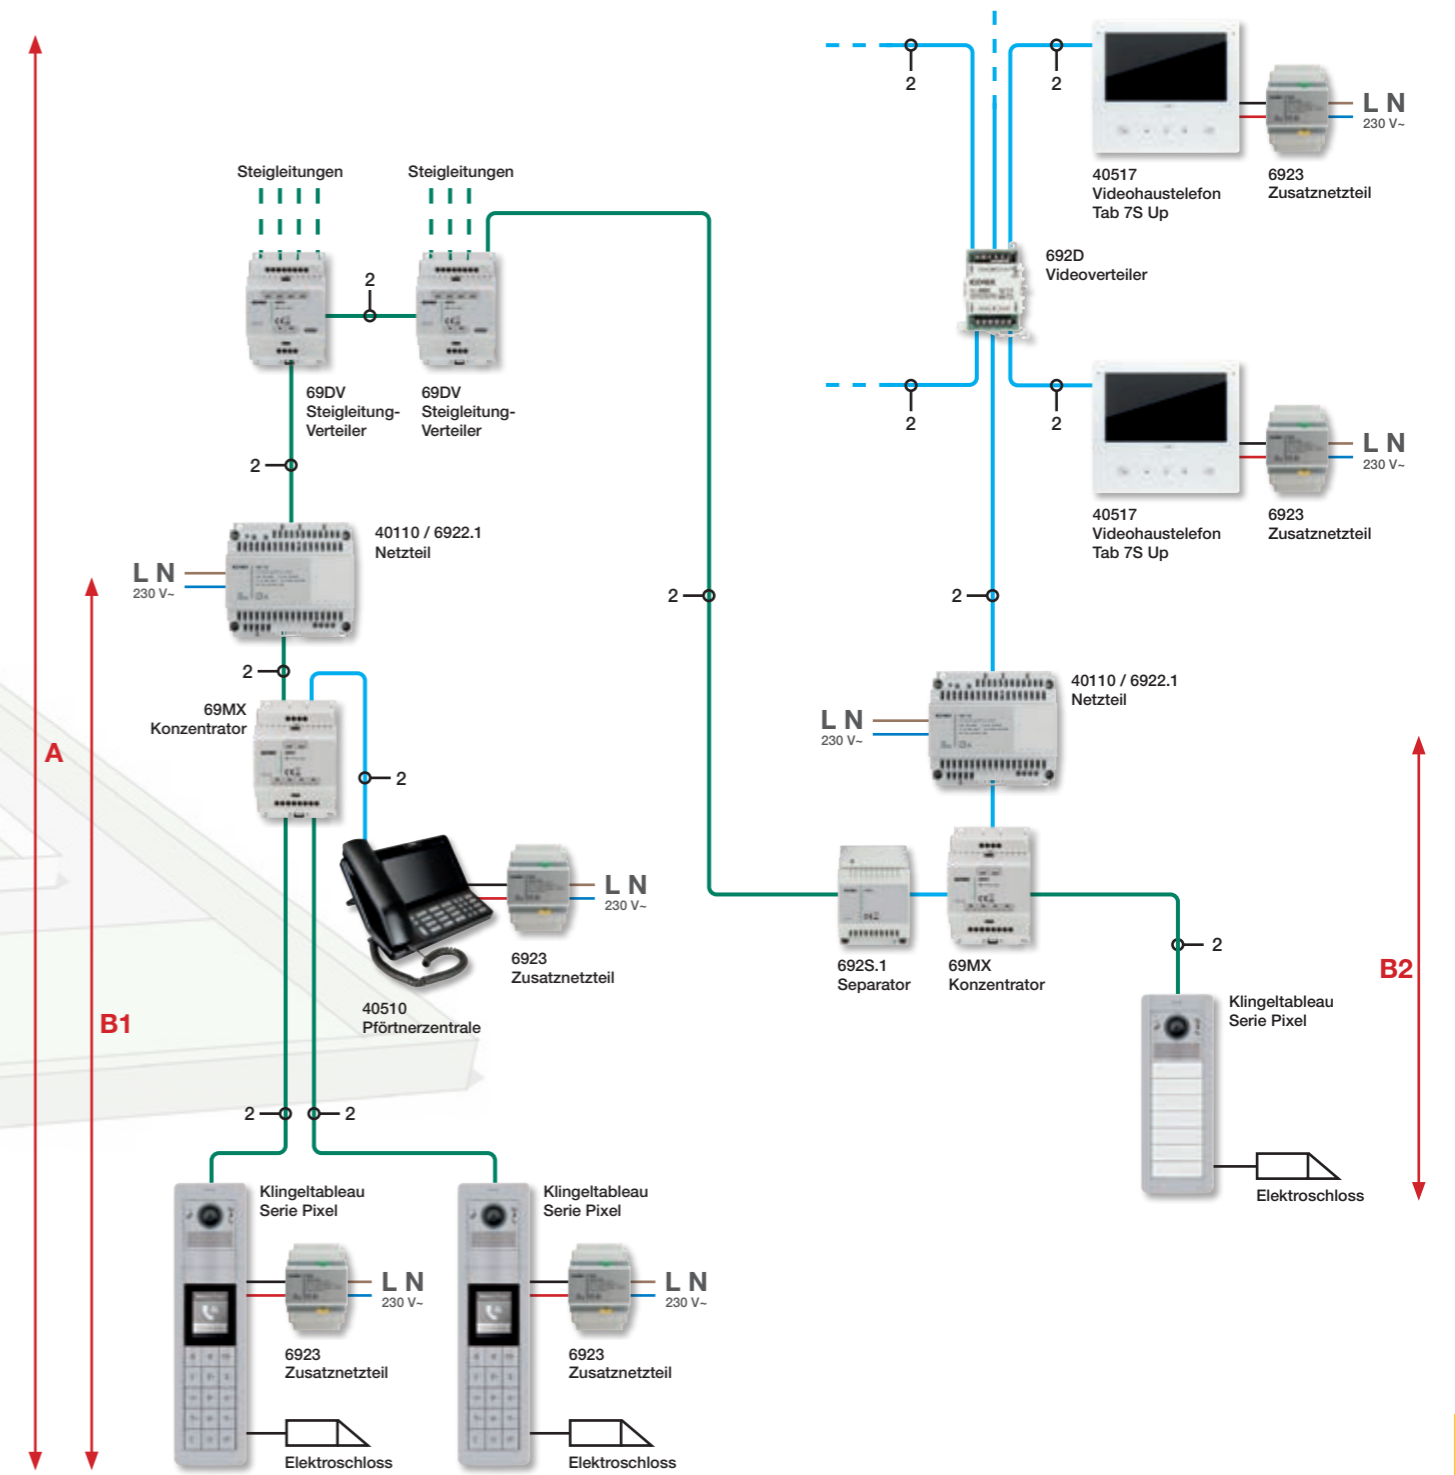 2
2
L N
230 V~
40517
Videohaustelefon
Tab 7S Up
6923
Zusatznetzteil
Steigleitungen
Steigleitungen
692D
Videoverteiler
2
69DV
Steigleitung-
Verteiler
69DV
Steigleitung-
Verteiler
2
2
L N
230 V~
2
40517
Videohaustelefon
Tab 7S Up
6923
Zusatznetzteil
40110 / 6922.1
Netzteil
L N
230 V~
2
2
2
69MX
Konzentrator
40110 / 6922.1
Netzteil
L N
230 V~
A
2
L N
230 V~
6923
Zusatznetzteil
40510
Pförtnerzentrale
692S.1
Separator
69MX
Konzentrator
2
B2
Klingeltableau
Serie Pixel
B1
2
2
Elektroschloss
Klingeltableau
Serie Pixel
Klingeltableau
Serie Pixel
L N
230 V~
L N
230 V~
6923
Zusatznetzteil
6923
Zusatznetzteil
Elektroschloss
Elektroschloss